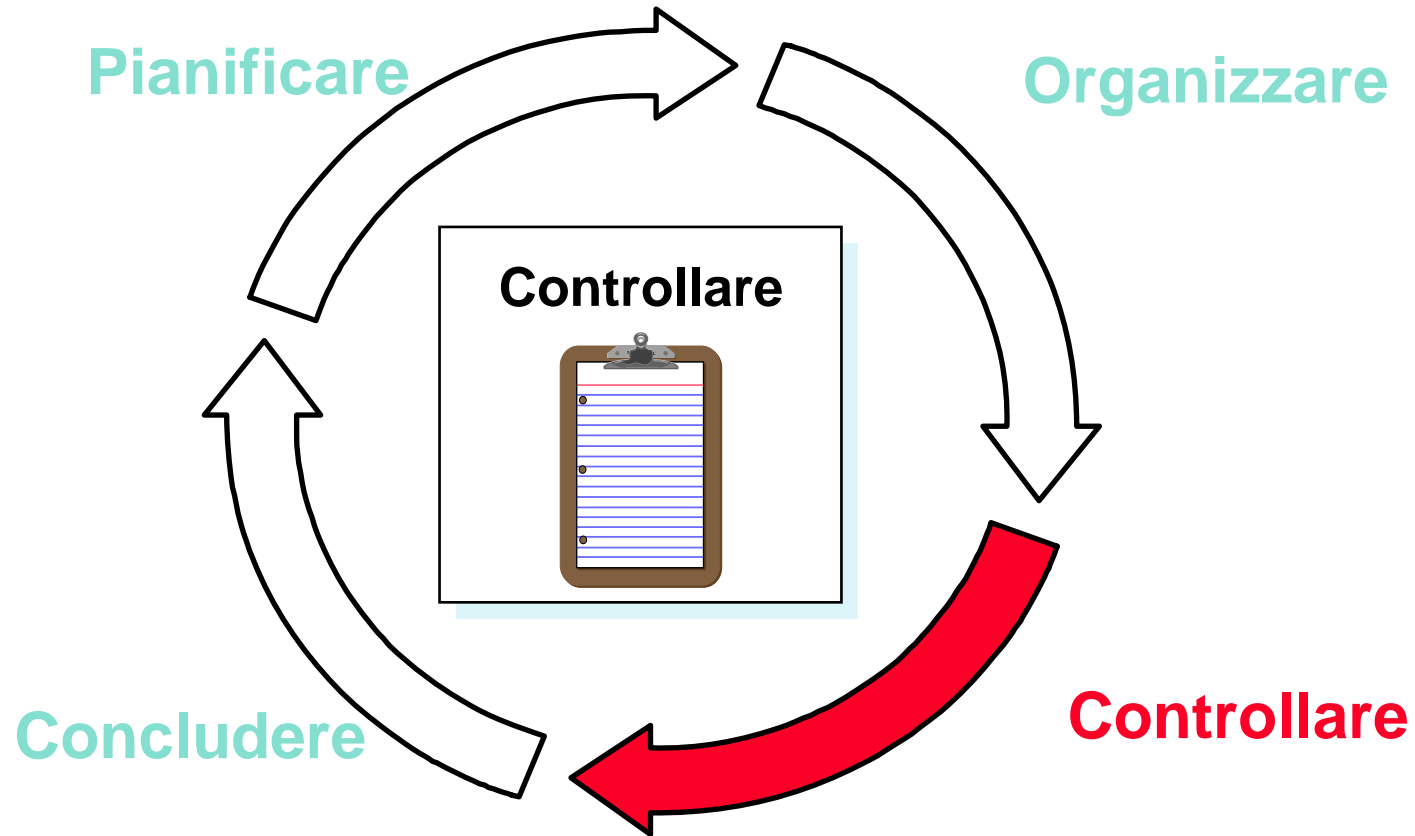 Pianificare
Organizzare
Controllare
Concludere
Controllare